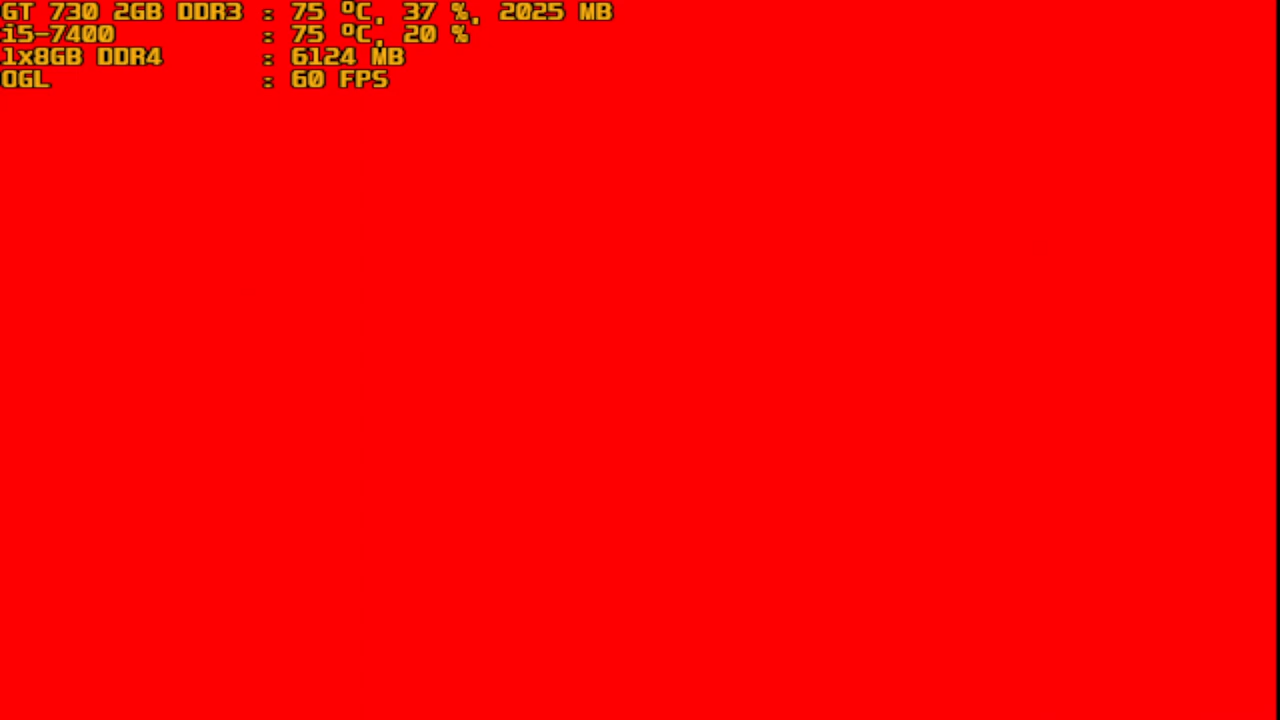 GT 730 2GB DDR3 : 75 ºC, 37 %, 2025 MB
i5-7400 : 75 ºC, 20 %
1x8GB DDR4 : 6124 MB
OGL : 60 FPS